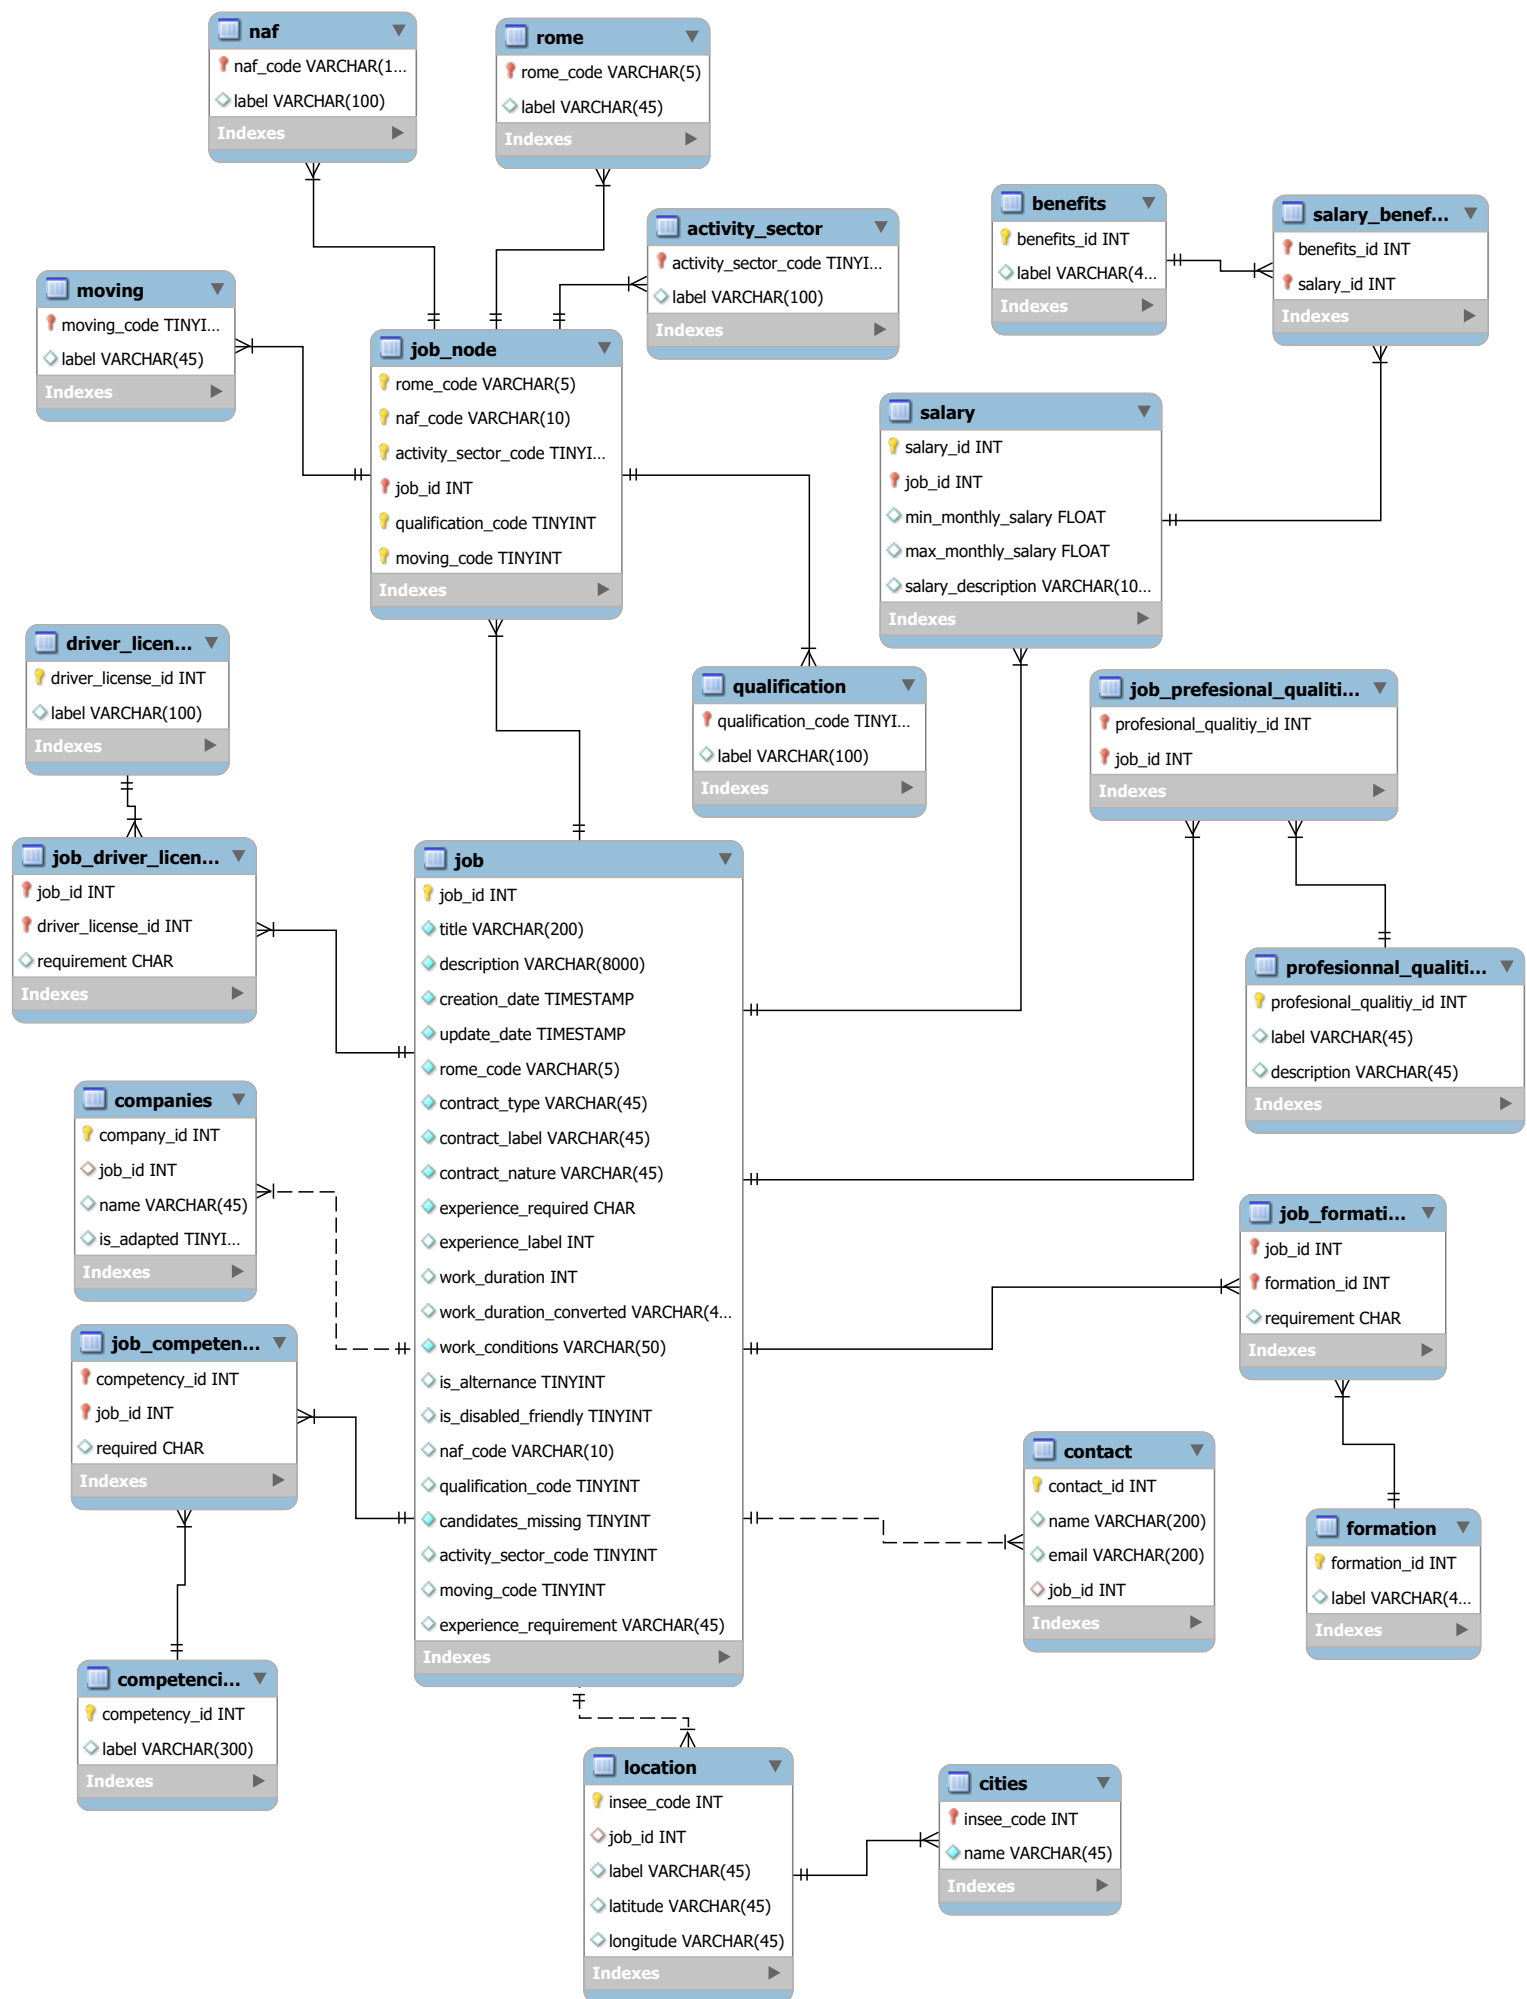 naf
naf_code VARCHAR(1...
label VARCHAR(100)
Indexes
rome
rome_code VARCHAR(5)
label VARCHAR(45)
Indexes
activity_sector
activity_sector_code TINYI...
label VARCHAR(100)
Indexes
benefits
benefits_id INT
label VARCHAR(4...
Indexes
salary_benef...
benefits_id INT
salary_id INT
Indexes
moving
moving_code TINYI...
label VARCHAR(45)
Indexes
job_node
rome_code VARCHAR(5)
naf_code VARCHAR(10)
activity_sector_code TINYI...
job_id INT
qualification_code TINYINT
moving_code TINYINT
Indexes
salary
salary_id INT
job_id INT
min_monthly_salary FLOAT
max_monthly_salary FLOAT
salary_description VARCHAR(10...
Indexes
driver_licen...
driver_license_id INT
label VARCHAR(100)
Indexes
qualification
qualification_code TINYI...
label VARCHAR(100)
Indexes
job_prefesional_qualiti...
profesional_qualitiy_id INT
job_id INT
Indexes
job_driver_licen...
job_id INT
driver_license_id INT
requirement CHAR
Indexes
job
job_id INT
title VARCHAR(200)
description VARCHAR(8000)
creation_date TIMESTAMP
update_date TIMESTAMP
rome_code VARCHAR(5)
contract_type VARCHAR(45)
contract_label VARCHAR(45)
contract_nature VARCHAR(45)
experience_required CHAR
experience_label INT
work_duration INT
work_duration_converted VARCHAR(4...
work_conditions VARCHAR(50)
is_alternance TINYINT
is_disabled_friendly TINYINT
naf_code VARCHAR(10)
qualification_code TINYINT
candidates_missing TINYINT
activity_sector_code TINYINT
moving_code TINYINT
experience_requirement VARCHAR(45)
Indexes
profesionnal_qualiti...
profesional_qualitiy_id INT
label VARCHAR(45)
description VARCHAR(45)
Indexes
companies
company_id INT
job_id INT
name VARCHAR(45)
is_adapted TINYI...
Indexes
job_formati...
job_id INT
formation_id INT
requirement CHAR
Indexes
job_competen...
competency_id INT
job_id INT
required CHAR
Indexes
contact
contact_id INT
name VARCHAR(200)
email VARCHAR(200)
job_id INT
Indexes
formation
formation_id INT
label VARCHAR(4...
Indexes
competenci...
competency_id INT
label VARCHAR(300)
Indexes
location
insee_code INT
job_id INT
label VARCHAR(45)
latitude VARCHAR(45)
longitude VARCHAR(45)
Indexes
cities
insee_code INT
name VARCHAR(45)
Indexes